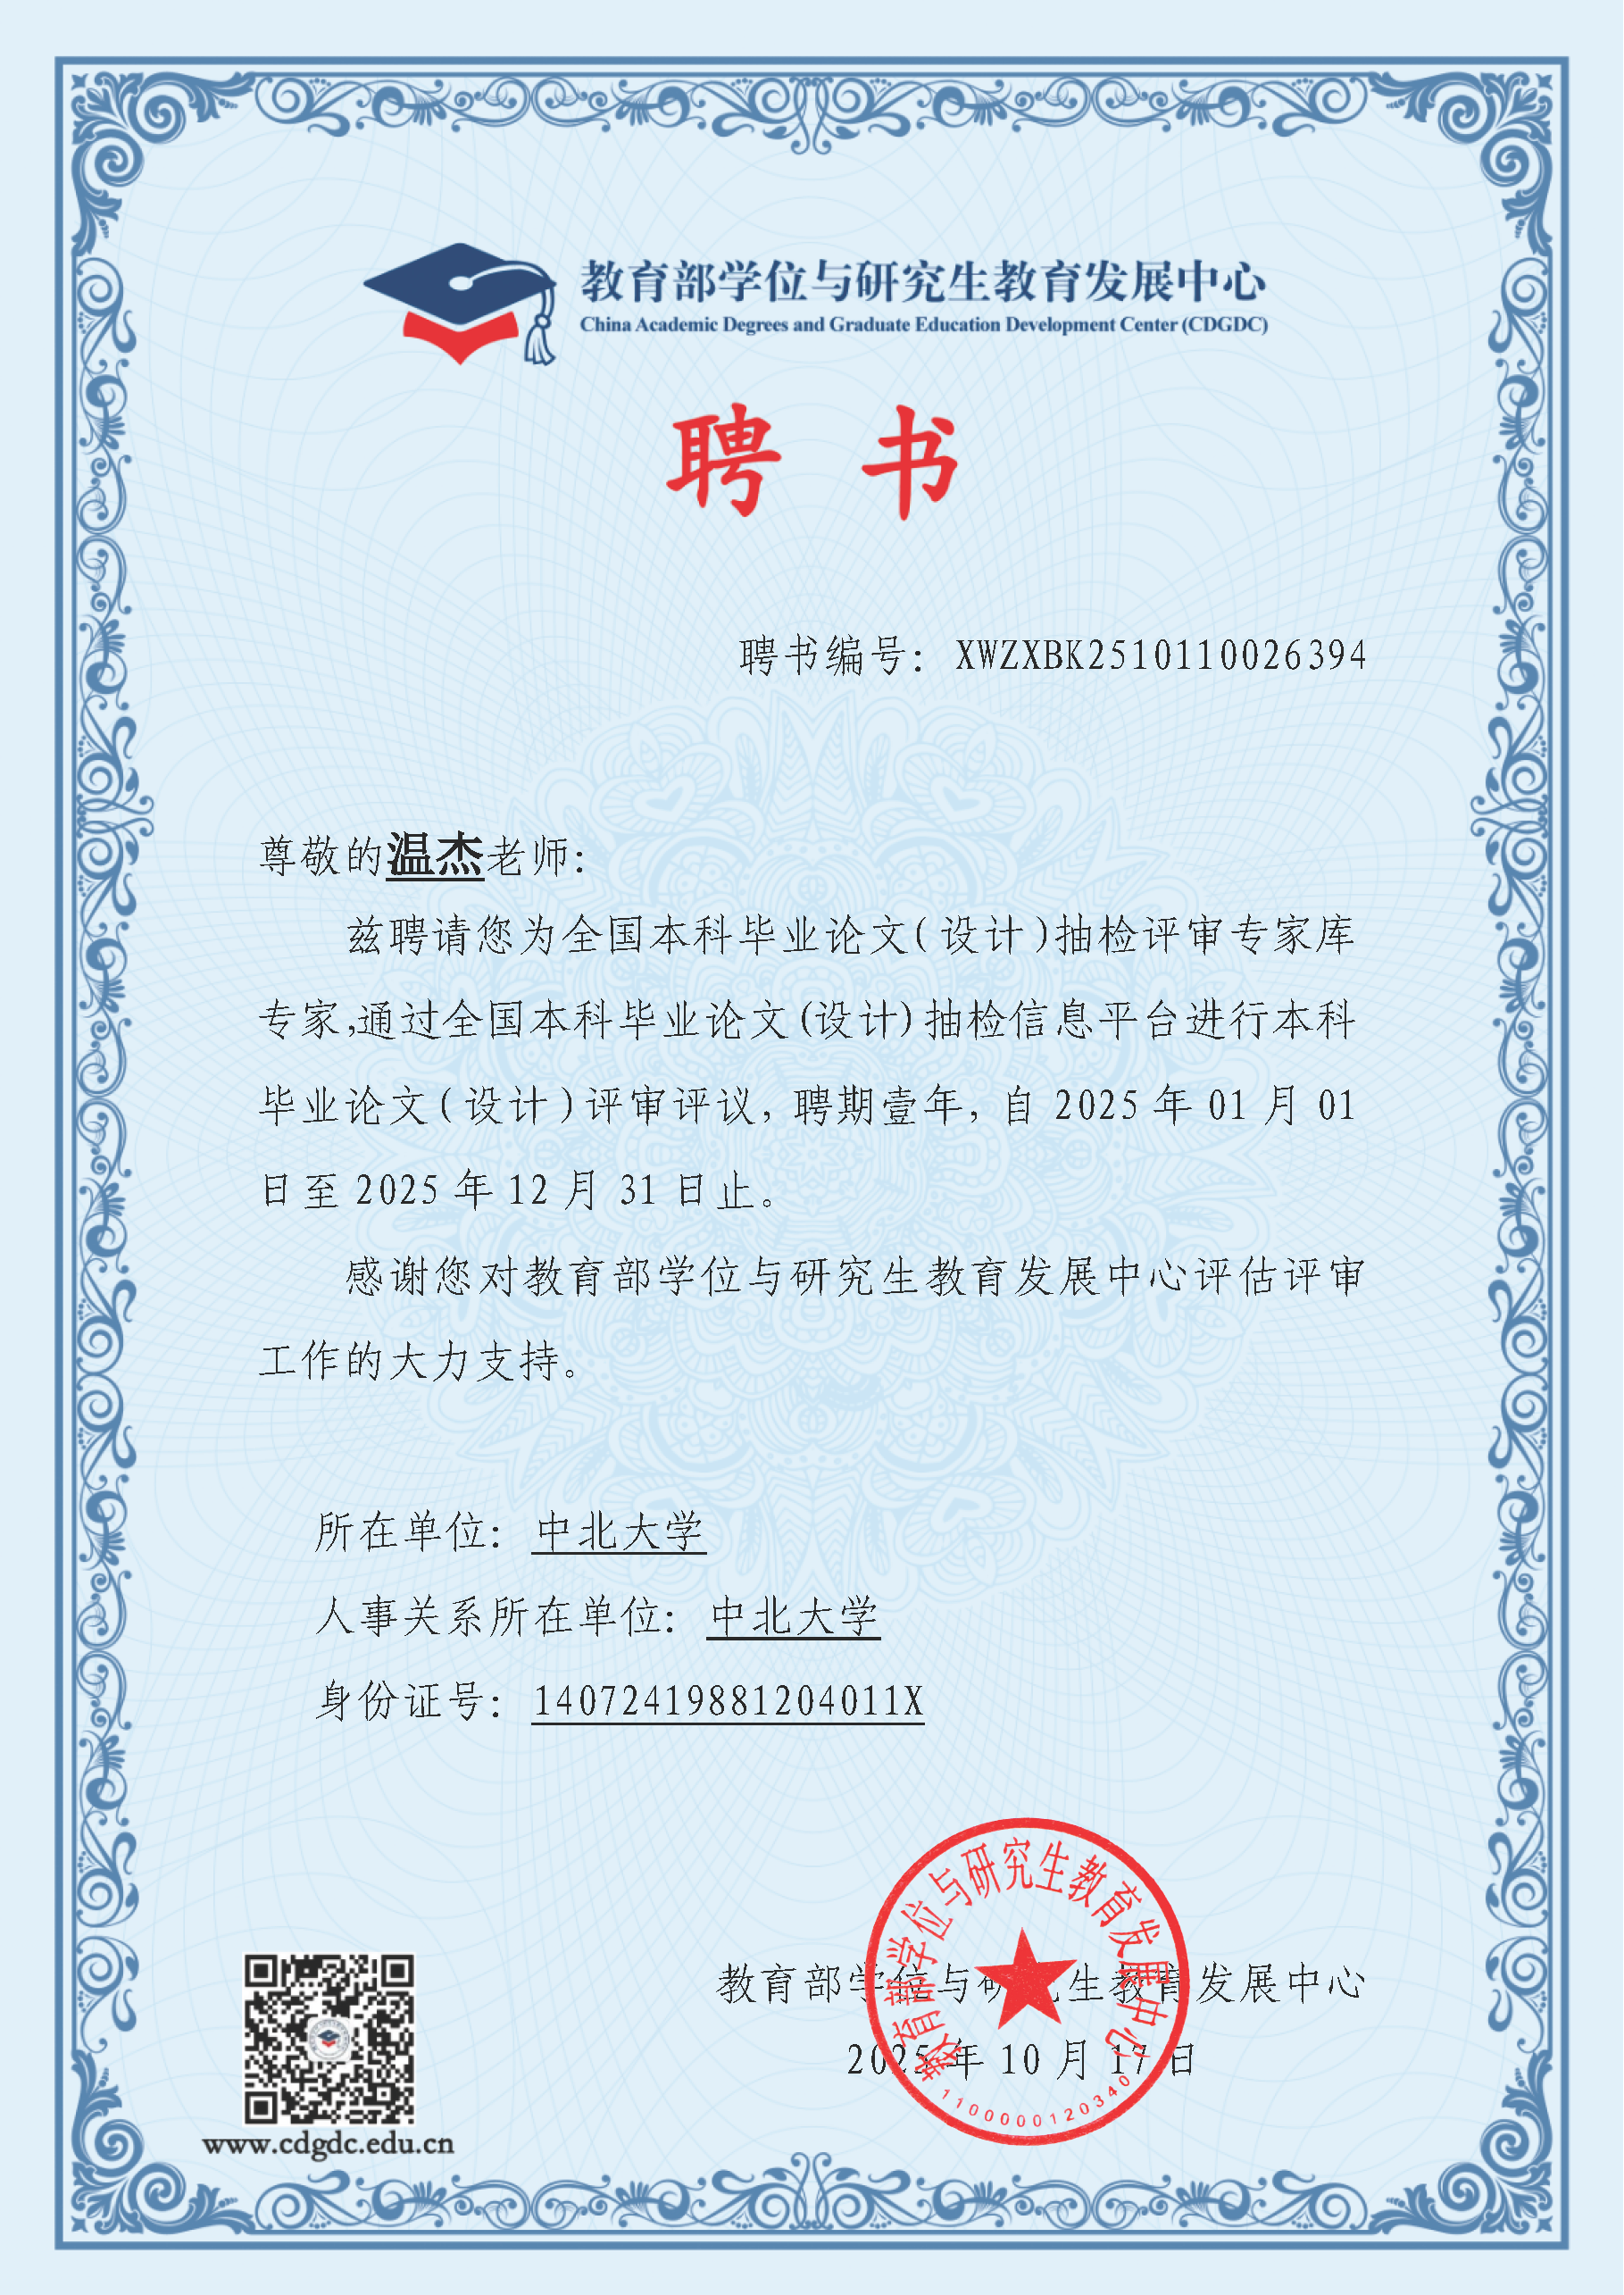 教育部学位与研究生教育发展中心
China Academic Degrees and Graduate Education Development Center (CDGDC)
聘 书
聘书编号: XWZXBK2510110026394
尊敬的温杰老师:
兹聘请您为全国本科毕业论文(设计)抽检评审专家库
专家,通过全国本科毕业论文(设计)抽检信息平台进行本科
毕业论文(设计)评审评议, 聘期壹年, 自 2025 年 01 月 01
日至 2025 年 12 月 31 日止。
感谢您对教育部学位与研究生教育发展中心评估评审
工作的大力支持。
所在单位: 中北大学
人事关系所在单位: 中北大学
身份证号: 14072419881204011X
教育部学位与研究生教育发展中心
2025 年 10 月 17 日
教育部学位与研究生教育发展中心
1100000120340
www.cdgdc.edu.cn